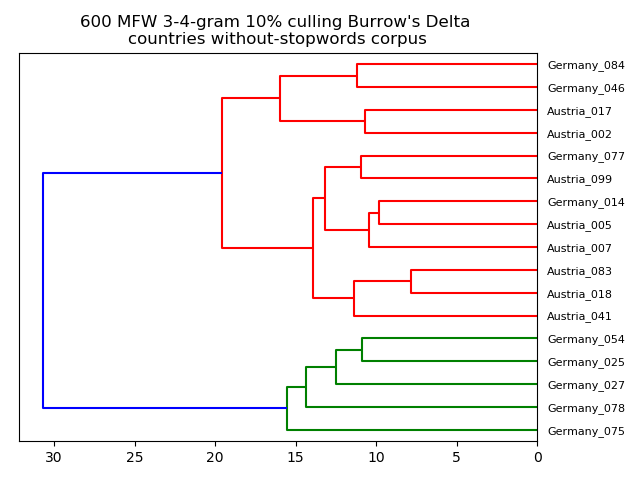 600 MFW 3-4-gram 10% culling Burrow's Delta
countries without-stopwords corpus
Germany_084
Germany_046
Austria_017
Austria_002
Germany_077
Austria_099
Germany_014
Austria_005
Austria_007
Austria_083
Austria_018
Austria_041
Germany_054
Germany_025
Germany_027
Germany_078
Germany_075
30 25 20 15 10 5 0